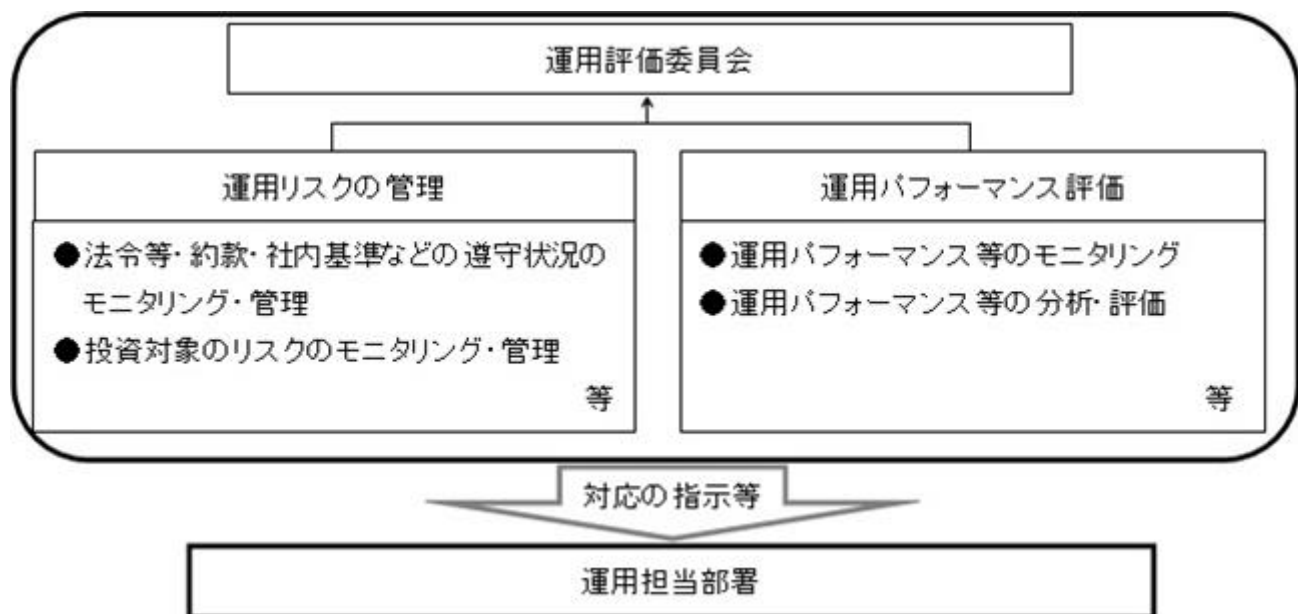 運用評価委員会
運用リスクの管理
●法令等・約款・社内基準などの遵守状況の
モニタリング・管理
●投資対象のリスクのモニタリング・管理
等
運用パフォーマンス評価
●運用パフォーマンス等のモニタリング
●運用パフォーマンス等の分析・評価
等
対応の指示等
運用担当部署